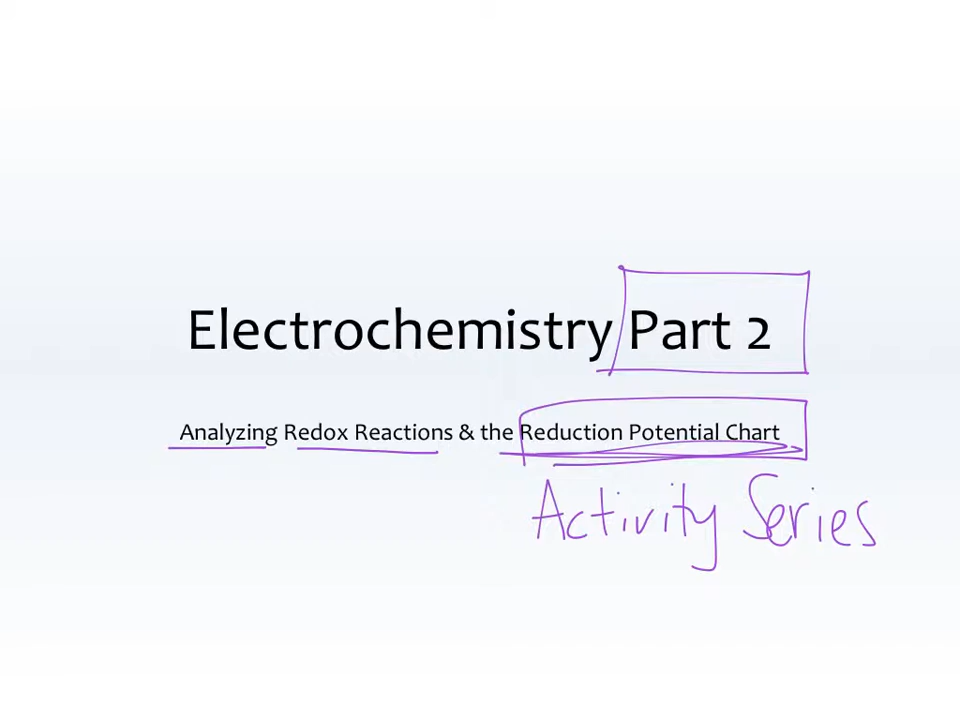 Electrochemistry Part 2
Analyzing Redox Reactions & the Reduction Potential Chart
Activity Series